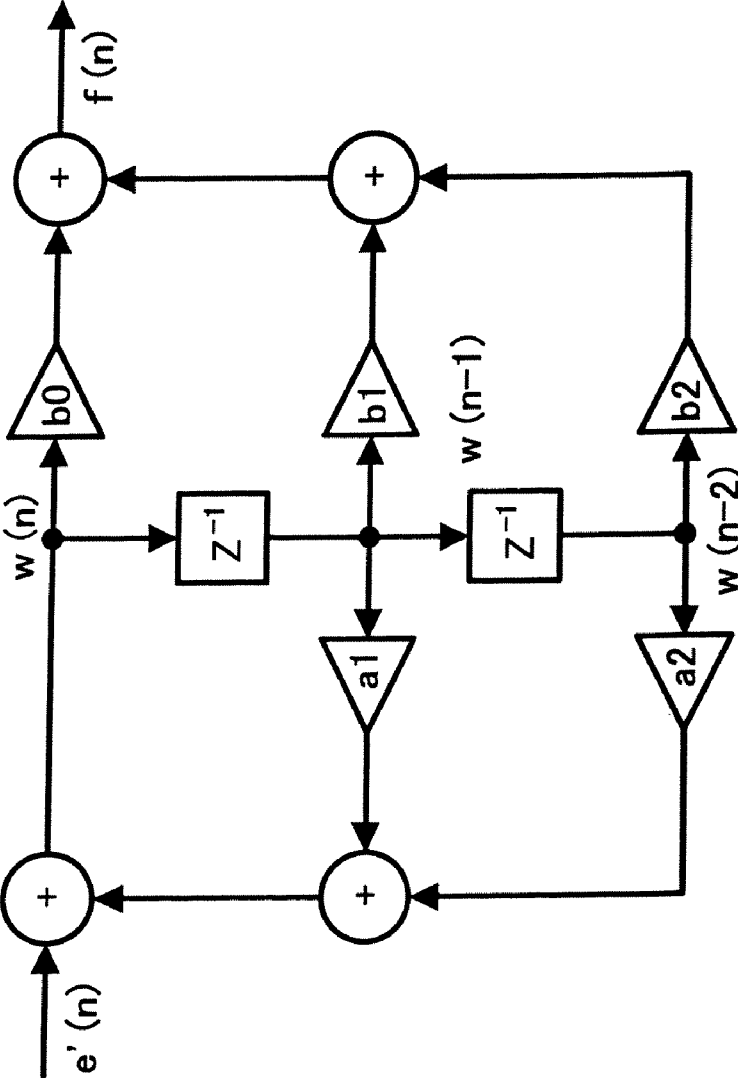 e'(n)
+
w(n)
b0
+
f(n)
Z⁻¹
+
a1
b1
+
w(n-1)
Z⁻¹
a2
b2
w(n-2)